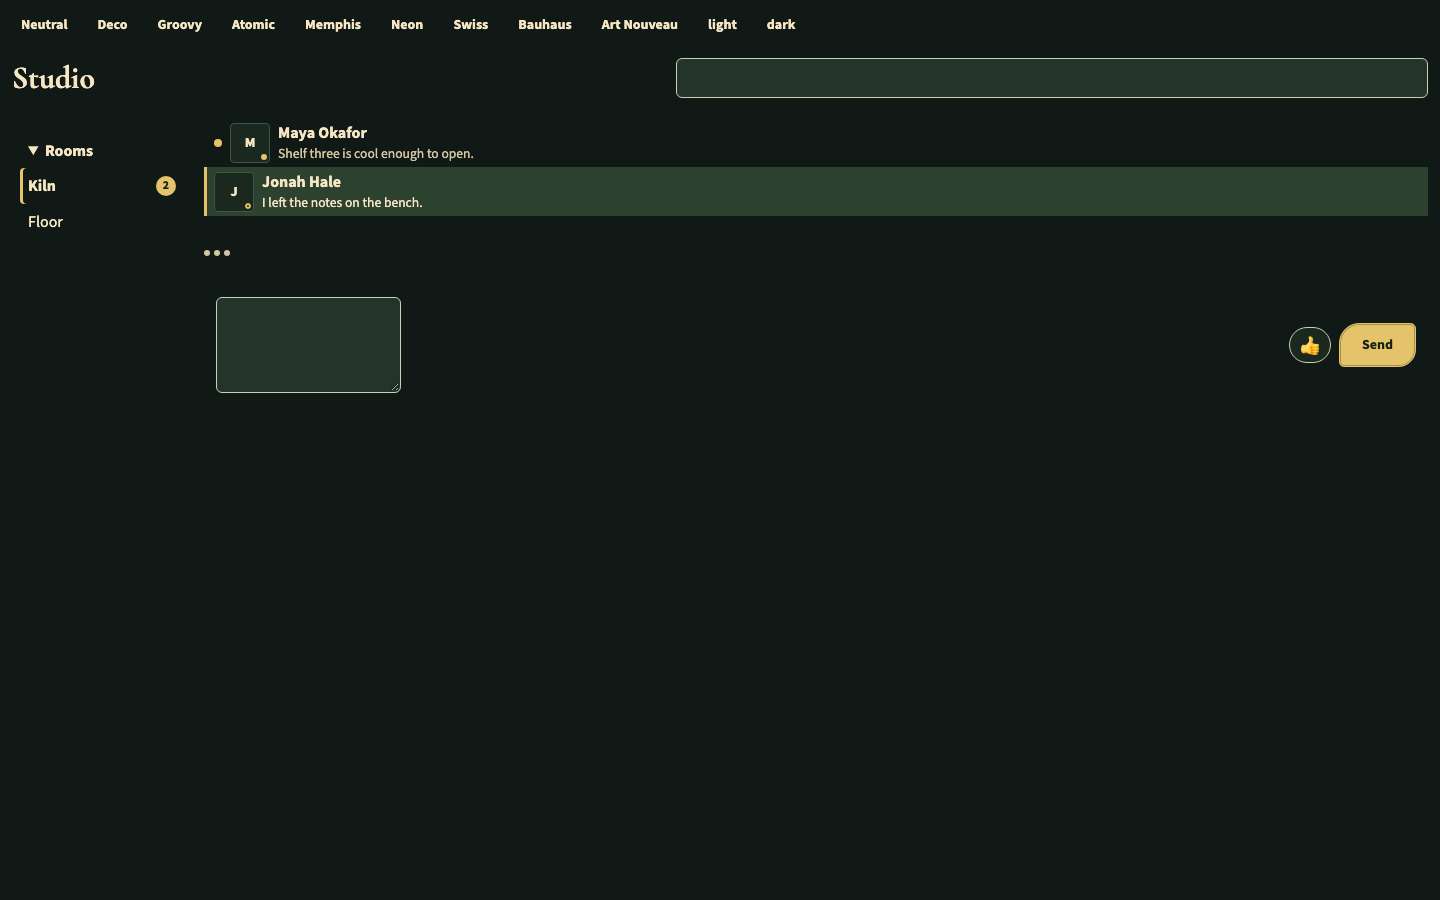 Neutral Deco Groovy Atomic Memphis Neon Swiss Bauhaus Art Nouveau light dark
Studio
Rooms
Kiln 2
Floor
M Maya Okafor
Shelf three is cool enough to open.
J Jonah Hale
I left the notes on the bench.
Send